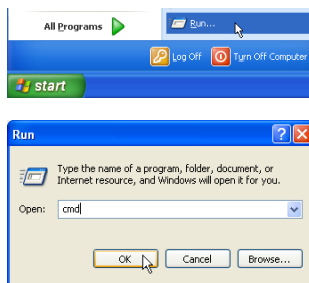 All Programs
Run...
Log Off
Turn Off Computer
start
Run
Type the name of a program, folder, document, or
Internet resource, and Windows will open it for you.
Open:
cmd
OK
Cancel
Browse...